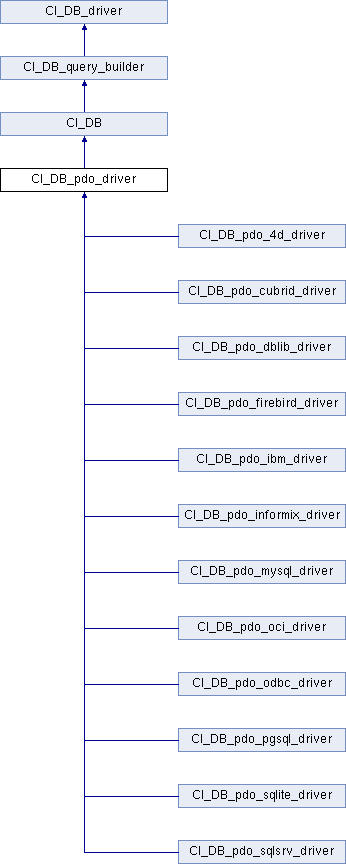 CI_DB_driver
CI_DB_query_builder
CI_DB
CI_DB_pdo_driver
CI_DB_pdo_4d_driver
CI_DB_pdo_cubrid_driver
CI_DB_pdo_dblib_driver
CI_DB_pdo_firebird_driver
CI_DB_pdo_ibm_driver
CI_DB_pdo_informix_driver
CI_DB_pdo_mysql_driver
CI_DB_pdo_oci_driver
CI_DB_pdo_odbc_driver
CI_DB_pdo_pgsql_driver
CI_DB_pdo_sqlite_driver
CI_DB_pdo_sqlsrv_driver